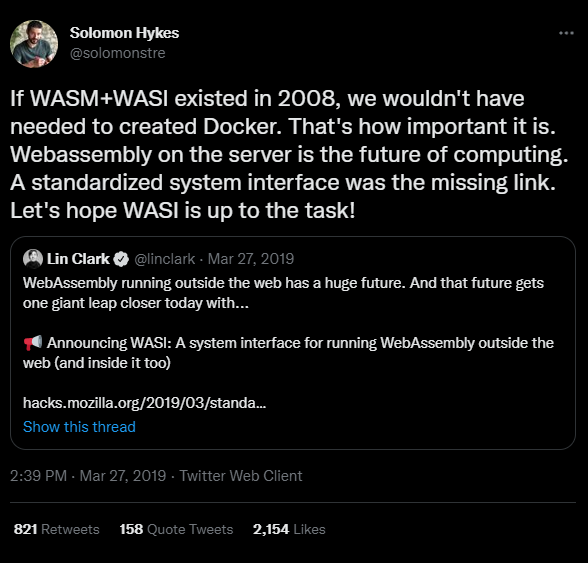 Solomon Hykes
@solomonstre
If WASM+WASI existed in 2008, we wouldn't have
needed to created Docker. That's how important it is.
Webassembly on the server is the future of computing.
A standardized system interface was the missing link.
Let's hope WASI is up to the task!
Lin Clark @linclark · Mar 27, 2019
WebAssembly running outside the web has a huge future. And that future gets
one giant leap closer today with...
📢 Announcing WASI: A system interface for running WebAssembly outside the
web (and inside it too)
hacks.mozilla.org/2019/03/standa...
Show this thread
2:39 PM · Mar 27, 2019 · Twitter Web Client
821 Retweets 158 Quote Tweets 2,154 Likes